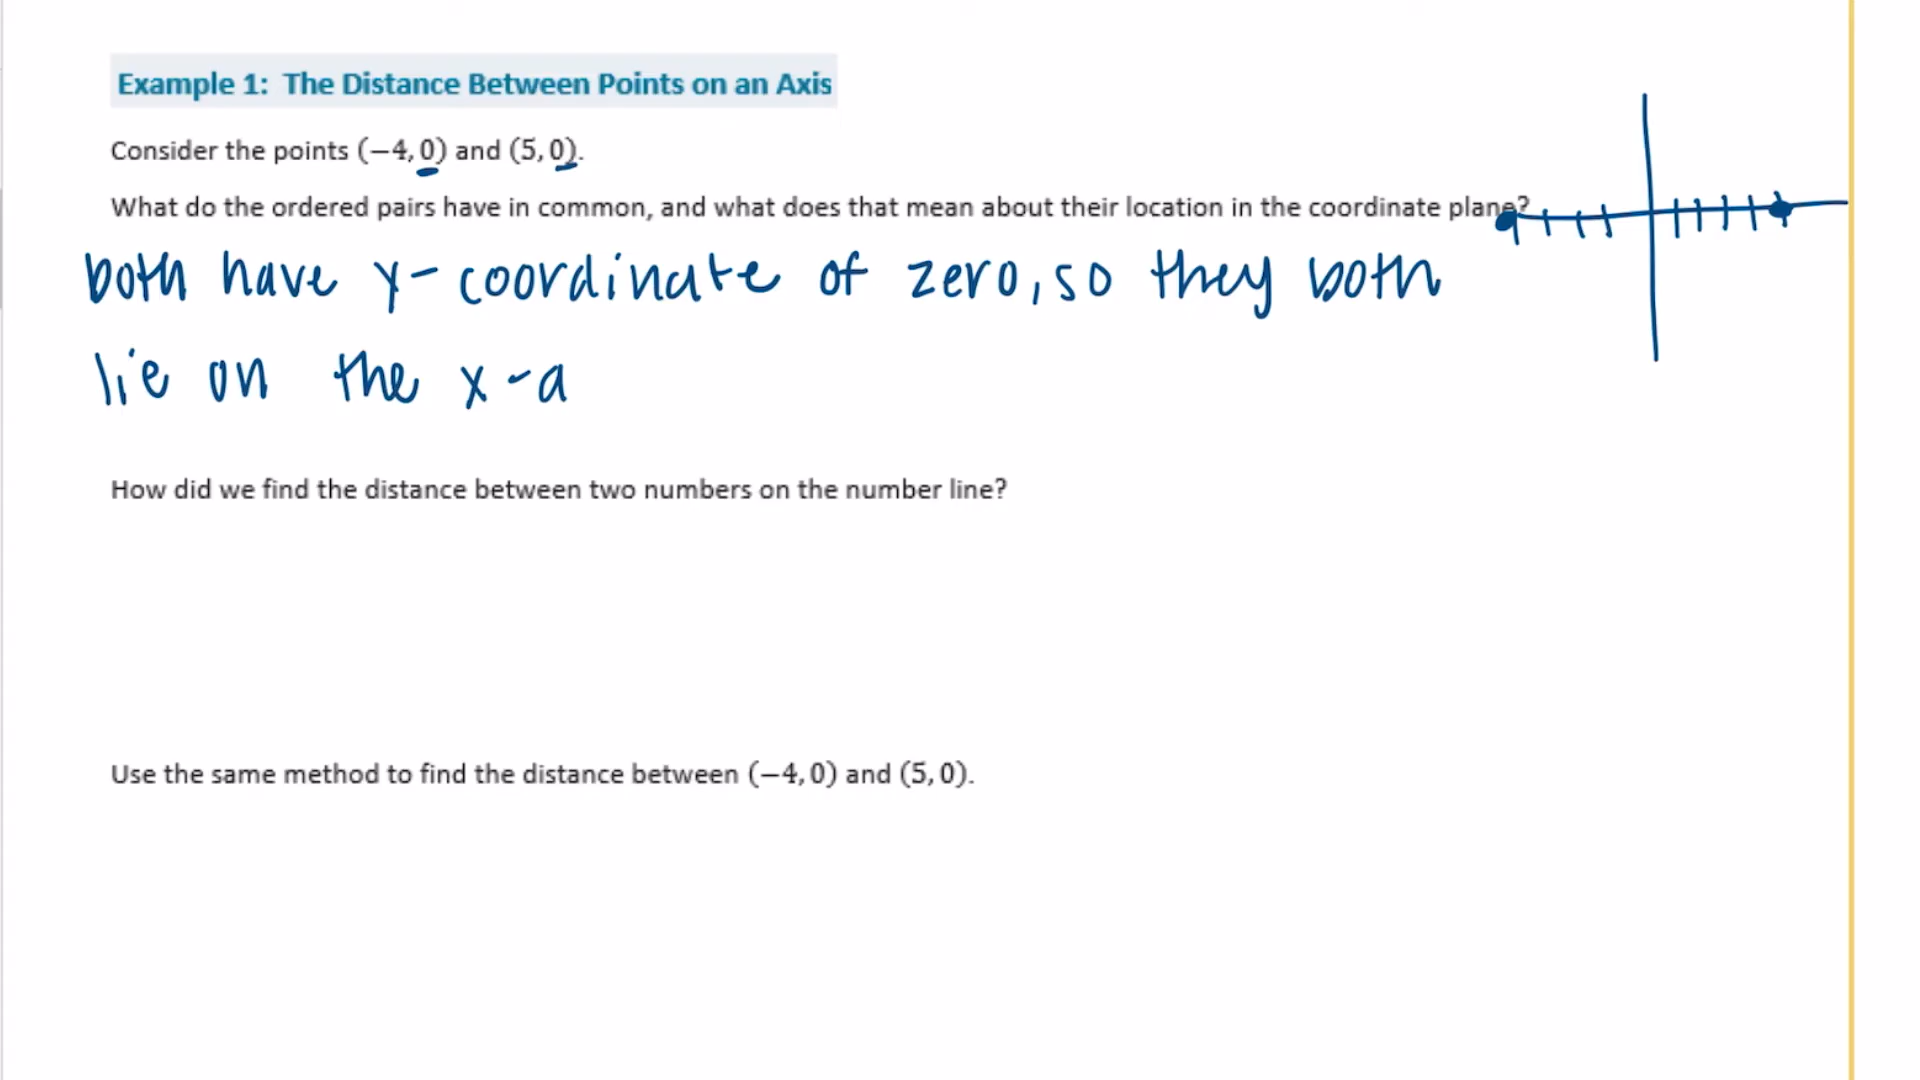 Example 1: The Distance Between Points on an Axis
Consider the points (−4, 0) and (5, 0).
What do the ordered pairs have in common, and what does that mean about their location in the coordinate plane?
both have y-coordinate of zero, so they both
lie on the x-a
How did we find the distance between two numbers on the number line?
Use the same method to find the distance between (−4, 0) and (5, 0).